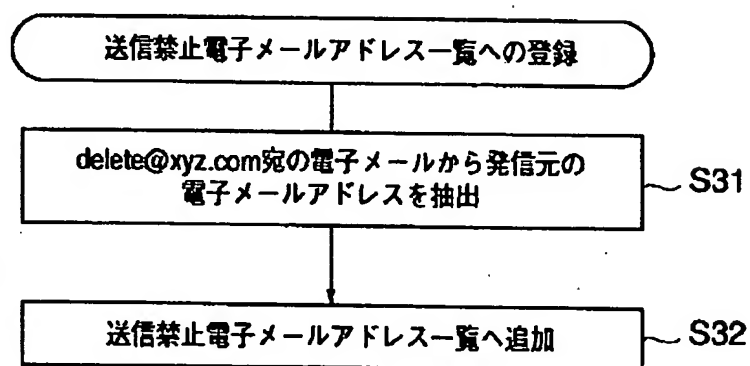 送信禁止電子メールアドレス一覧への登録
delete@xyz.com宛の電子メールから発信元の
電子メールアドレスを抽出
S31
送信禁止電子メールアドレス一覧へ追加
S32